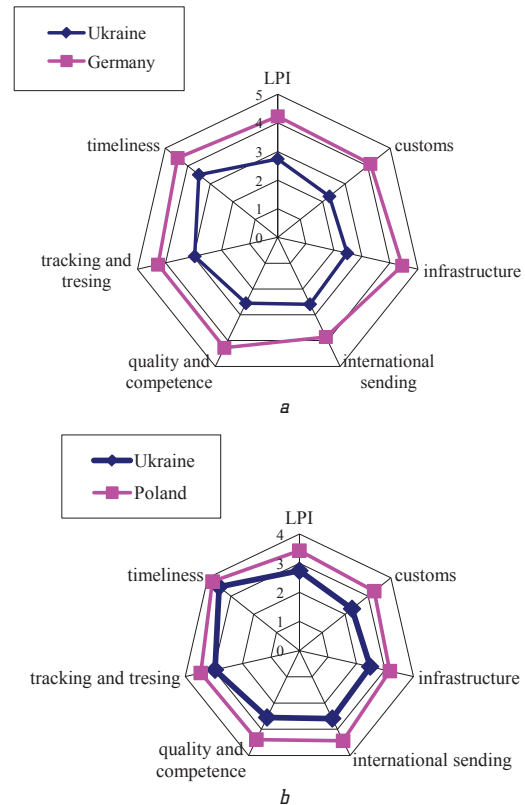 Ukraine
Germany
LPI
5
4
3
2
1
0
customs
infrastructure
international
sending
quality and
competence
tracking and
tresing
timeliness
a
Ukraine
Poland
LPI
4
3
2
1
0
customs
infrastructure
international sending
quality and
competence
tracking and tresing
timeliness
b